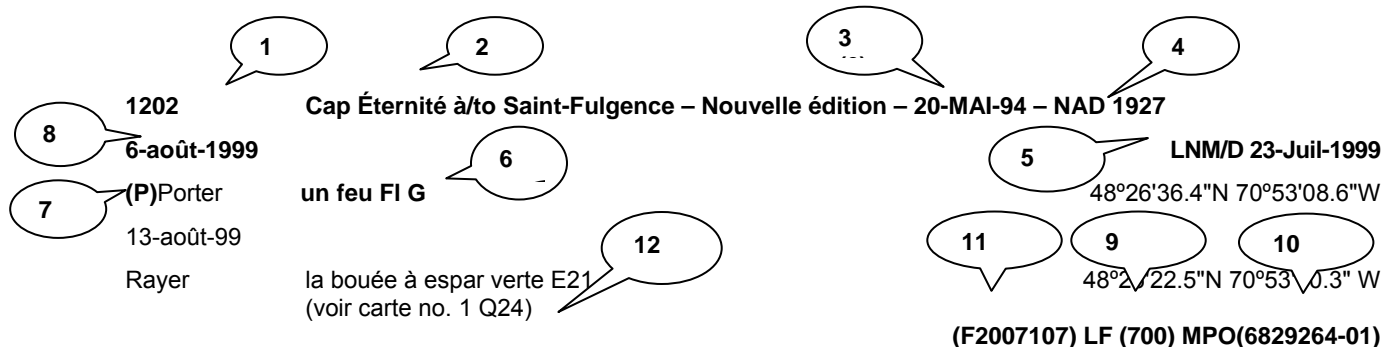 1 2 3 4
1202 Cap Éternité à/to Saint-Fulgence – Nouvelle édition – 20-MAI-94 – NAD 1927
8 6-août-1999 6 5 LNM/D 23-Juil-1999
7 (P)Porter un feu Fl G 48º26'36.4"N 70º53'08.6"W
13-août-99 12 11 9 10
Rayer la bouée à espar verte E21 W
(voir carte no. 1 Q24)
(F2007107) LF (700) MPO(6829264-01)